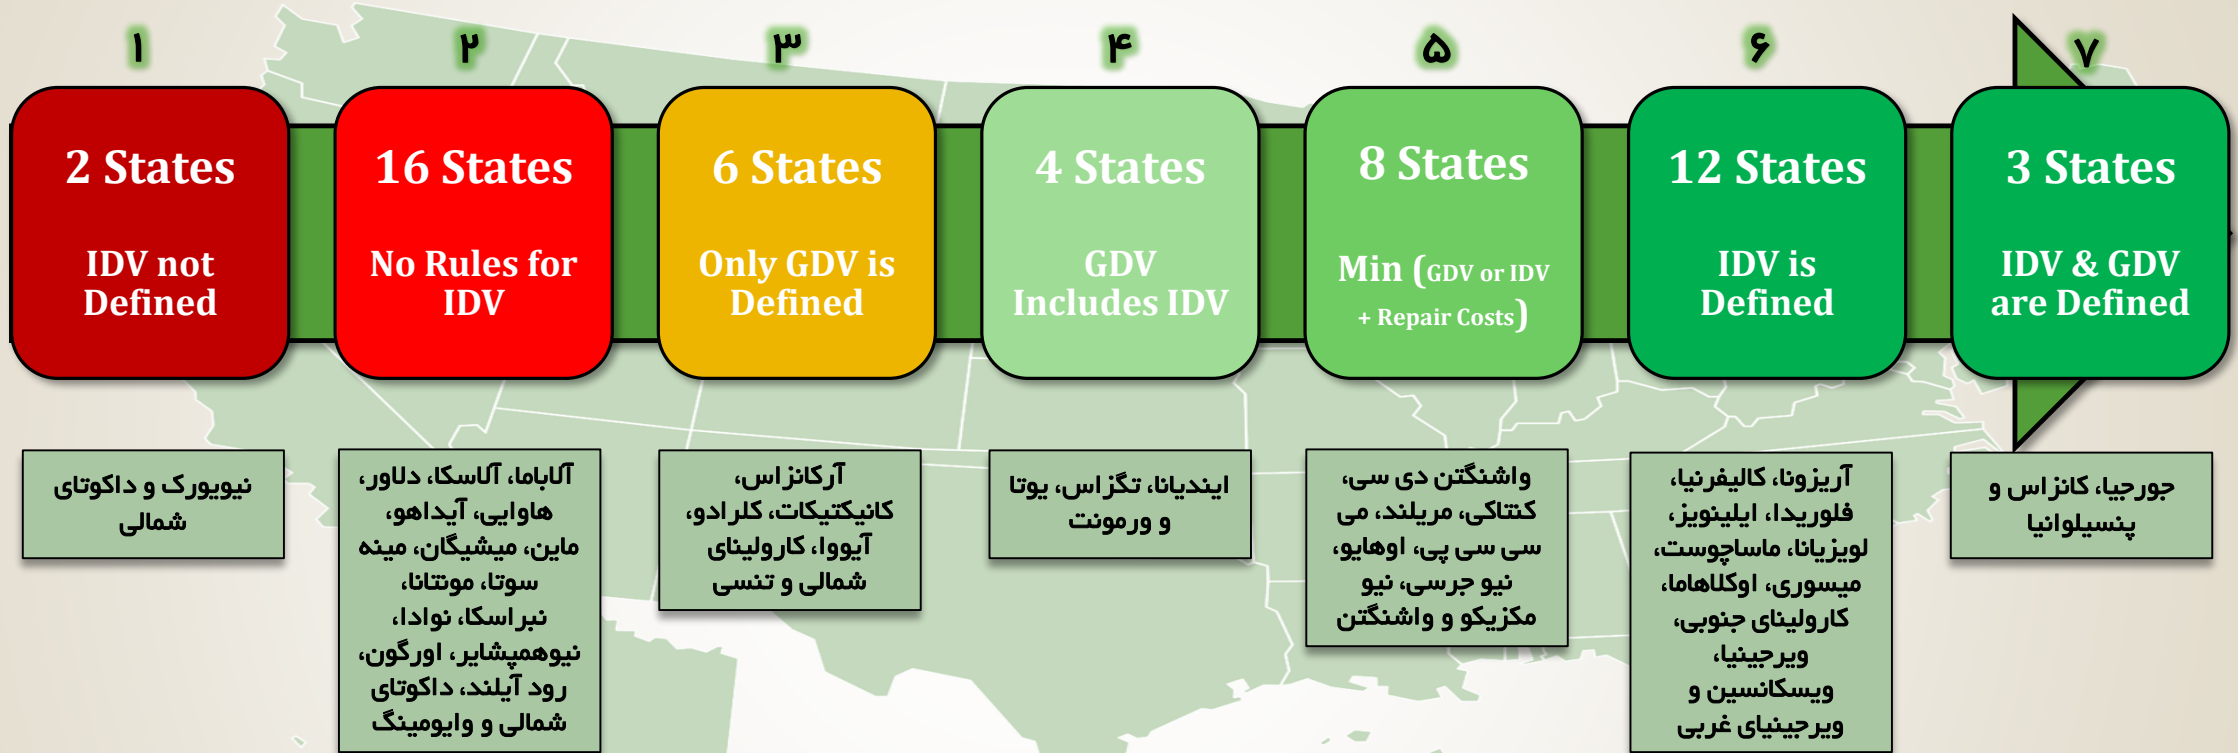 ۱
2 States
IDV not
Defined
نیویورک و داکوتای
شمالی
۲
16 States
No Rules for
IDV
آلاباما، آلاسکا، دلاور،
هاوایی، آیداهو،
ماین، میشیگان، مینه
سوتا، مونتانا،
نبراسکا، نوادا،
نیوهمپشایر، اورگون،
رود آیلند، داکوتای
شمالی و وایومینگ
۳
6 States
Only GDV is
Defined
آرکانزاس،
کانیکتیکات، کلرادو،
آیووا، کارولینای
شمالی و تنسی
۴
4 States
GDV
Includes IDV
ایندیانا، تگزاس، یوتا
و ورمونت
۵
8 States
Min (GDV or IDV
+ Repair Costs)
واشنگتن دی سی،
کنتاکی، مریلند، می
سی سی پی، اوهایو،
نیو جرسی، نیو
مکزیکو و واشنگتن
۶
12 States
IDV is
Defined
آریزونا، کالیفرنیا،
فلوریدا، ایلینویز،
لویزیانا، ماساچوست،
میسوری، اوکلاهاما،
کارولینای جنوبی،
ویرجینیا،
ویسکانسین و
ویرجینیای غربی
۷
3 States
IDV & GDV
are Defined
جورجیا، کانزاس و
پنسیلوانیا